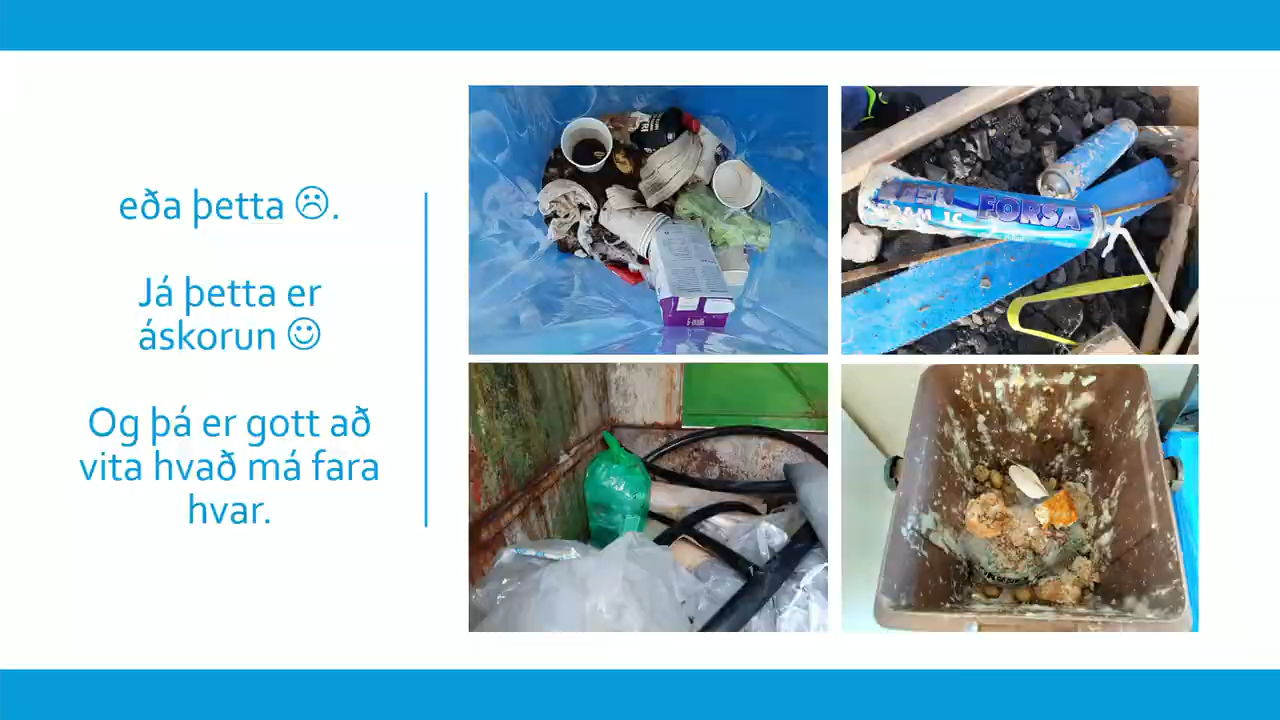 eða þetta ☹.
Já þetta er
áskorun ☺
Og þá er gott að
vita hvað má fara
hvar.
FORSA